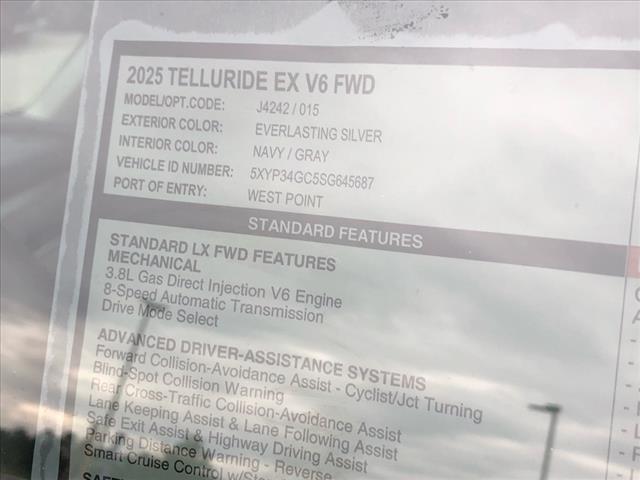 2025 TELLURIDE EX V6 FWD
MODEL/OPT.CODE: J4242 / 015
EXTERIOR COLOR: EVERLASTING SILVER
INTERIOR COLOR: NAVY / GRAY
VEHICLE ID NUMBER: 5XYP34GC5SG645687
PORT OF ENTRY: WEST POINT
STANDARD FEATURES
STANDARD LX FWD FEATURES
MECHANICAL
3.8L Gas Direct Injection V6 Engine
8-Speed Automatic Transmission
Drive Mode Select
ADVANCED DRIVER-ASSISTANCE SYSTEMS
Forward Collision-Avoidance Assist - Cyclist/Jct Turning
Blind-Spot Collision Warning
Rear Cross-Traffic Collision-Avoidance Assist
Lane Keeping Assist & Lane Following Assist
Safe Exit Assist & Highway Driving Assist
Parking Distance Warning - Reverse
Smart Cruise Control